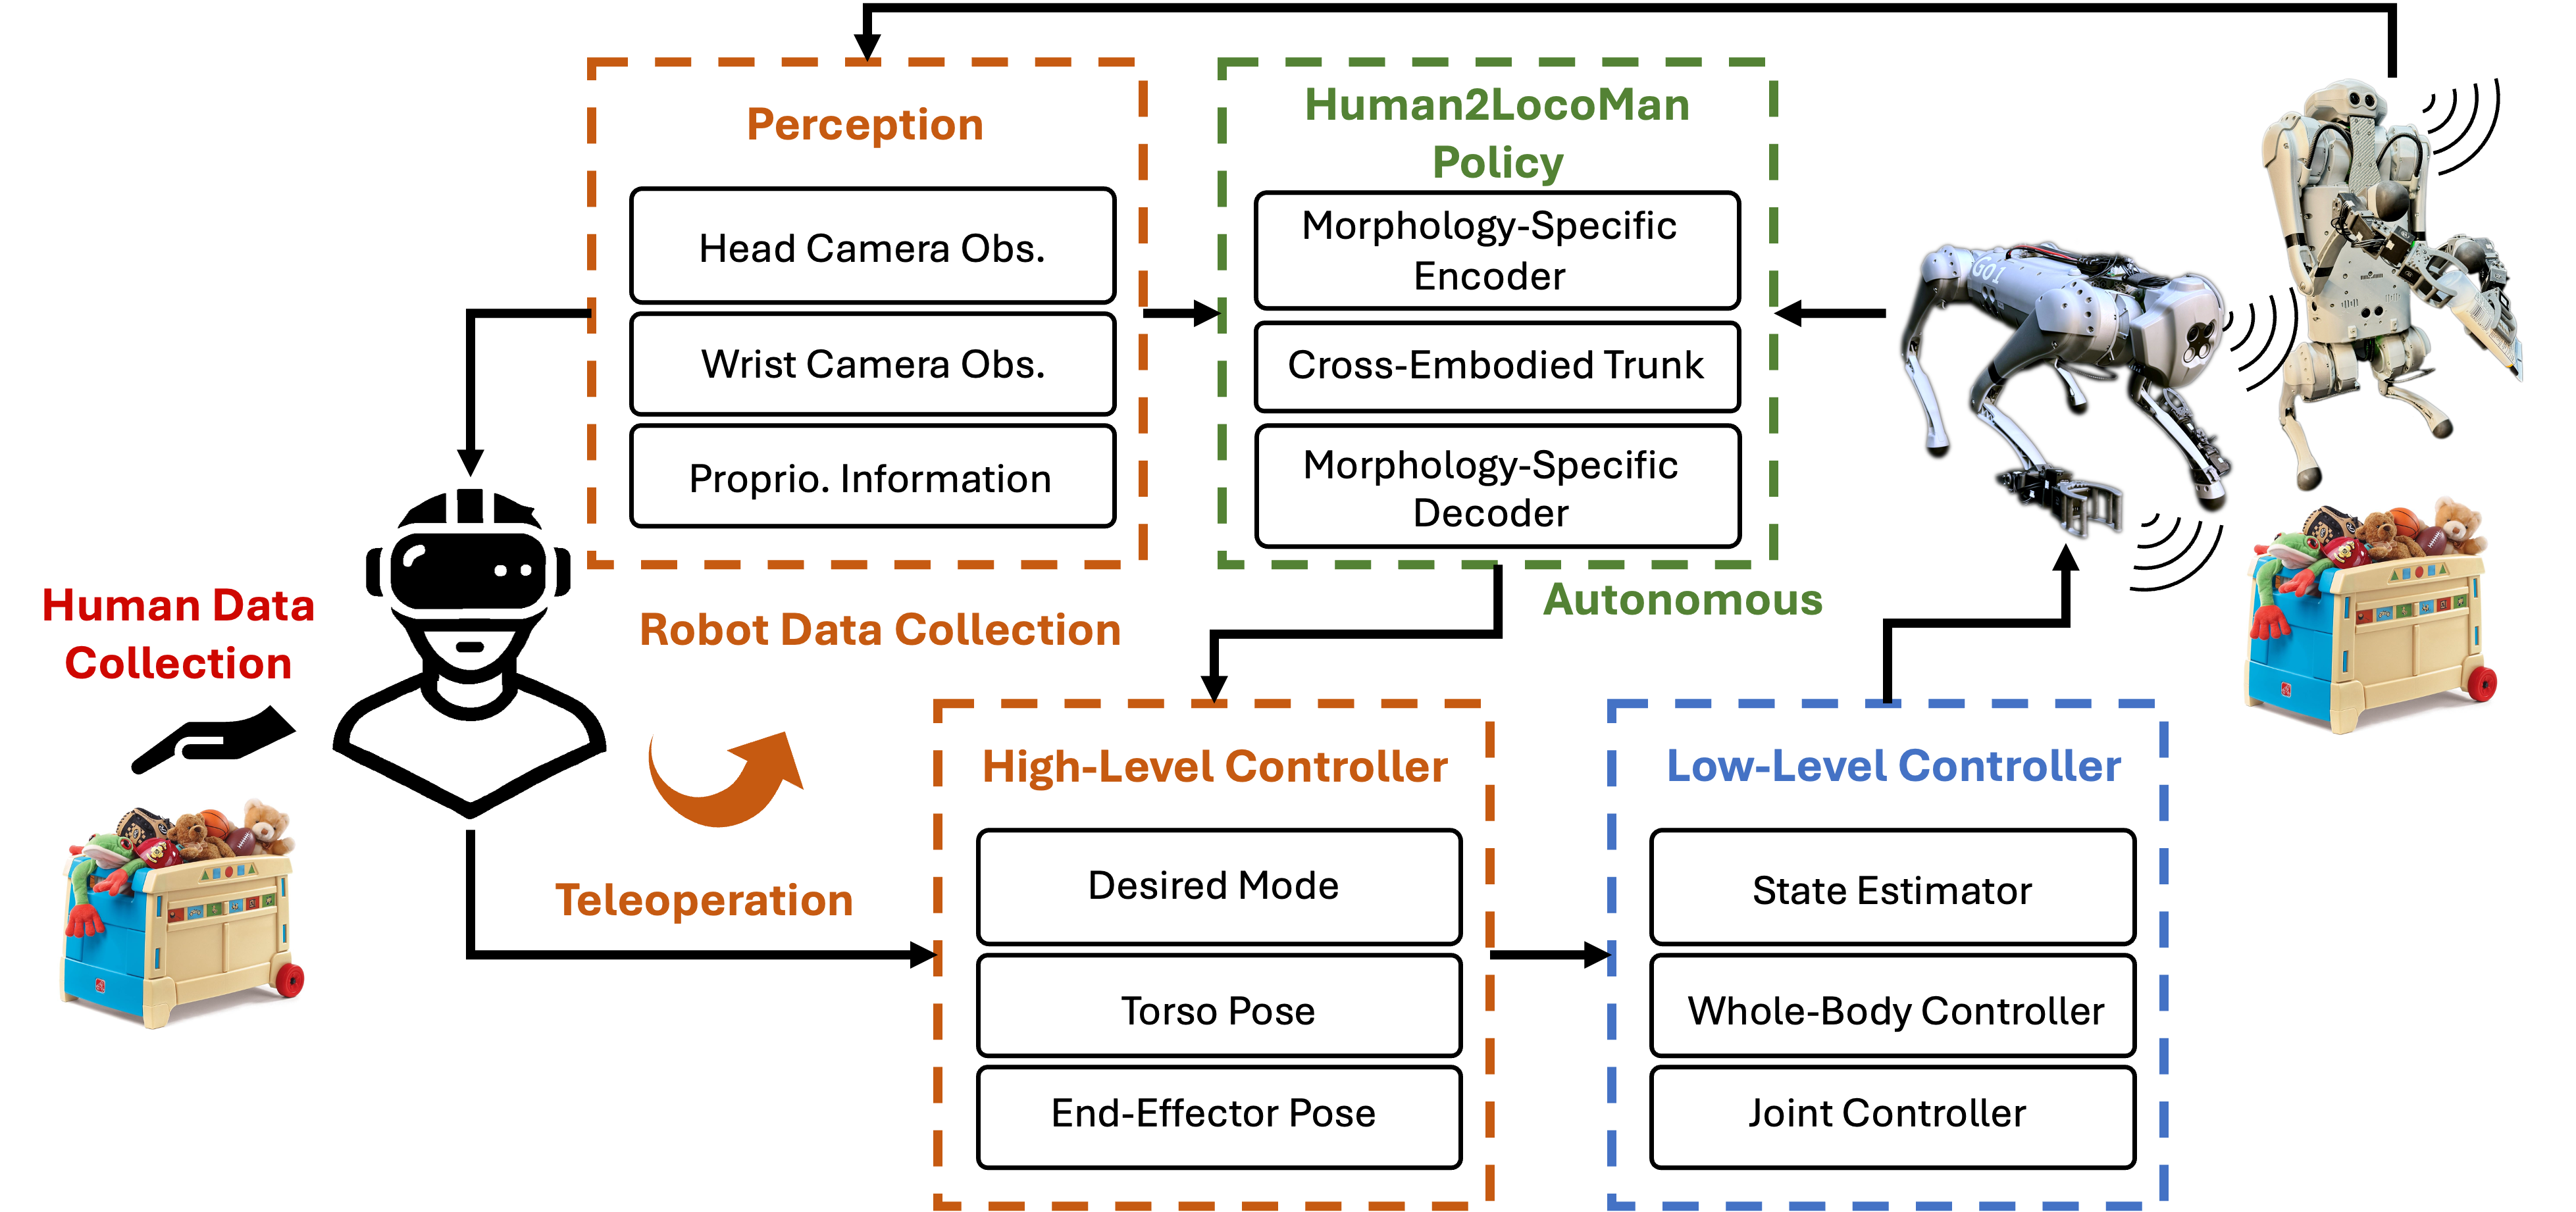 Perception
Head Camera Obs.
Wrist Camera Obs.
Proprio. Information
Human2LocoMan
Policy
Morphology-Specific
Encoder
Cross-Embodied Trunk
Morphology-Specific
Decoder
GO1
Human Data
Collection
Robot Data Collection
Autonomous
Teleoperation
High-Level Controller
Desired Mode
Torso Pose
End-Effector Pose
Low-Level Controller
State Estimator
Whole-Body Controller
Joint Controller